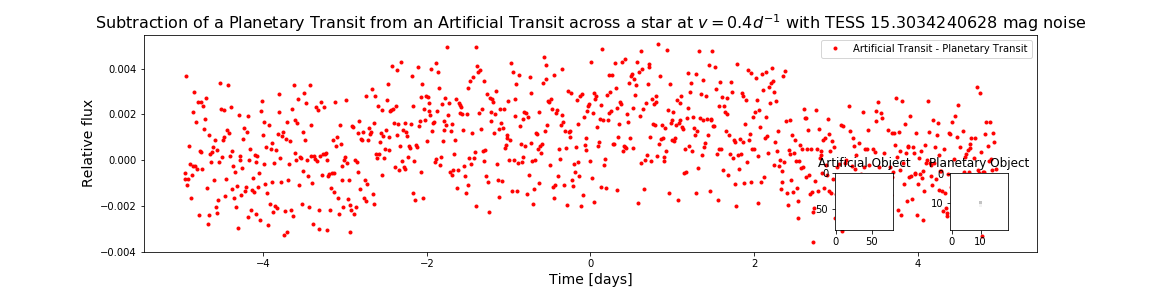 Subtraction of a Planetary Transit from an Artificial Transit across a star at v = 0.4d⁻¹ with TESS 15.3034240628 mag noise
Artificial Transit - Planetary Transit
Relative flux
0.004
0.002
0.000
−0.002
−0.004
Artificial Object
0
50
0 50
Planetary Object
0
10
0 10
−4 −2 0 2 4
Time [days]